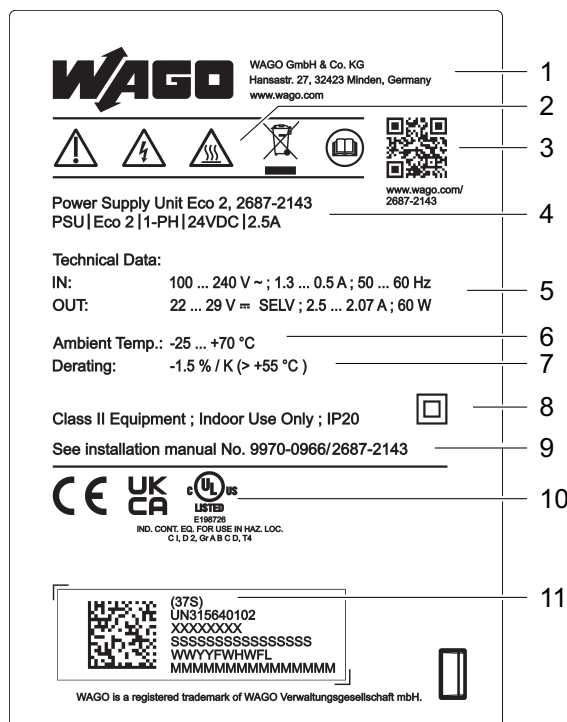 WAGO
WAGO GmbH & Co. KG
Hansastr. 27, 32423 Minden, Germany
www.wago.com
1
2
3
www.wago.com/
2687-2143
Power Supply Unit Eco 2, 2687-2143
PSU|Eco 2|1-PH|24VDC|2.5A
4
Technical Data:
IN: 100 ... 240 V ~ ; 1.3 ... 0.5 A ; 50 ... 60 Hz
OUT: 22 ... 29 V ⎓ SELV ; 2.5 ... 2.07 A ; 60 W
5
Ambient Temp.: -25 ... +70 °C
6
Derating: -1.5 % / K (> +55 °C )
7
Class II Equipment ; Indoor Use Only ; IP20
8
See installation manual No. 9970-0966/2687-2143
9
CE UK CA c UL US
LISTED
E198726
IND. CONT. EQ. FOR USE IN HAZ. LOC.
C I, D 2, Gr A B C D, T4
10
(37S)
UN315640102
XXXXXXXX
SSSSSSSSSSSSSSSS
WWYYFWHWFL
MMMMMMMMMMMMMMM
11
WAGO is a registered trademark of WAGO Verwaltungsgesellschaft mbH.